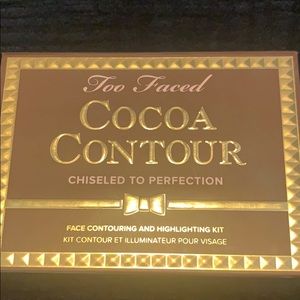 Too Faced
COCOA
CONTOUR
CHISELED TO PERFECTION
FACE CONTOURING AND HIGHLIGHTING KIT
KIT CONTOUR ET ILLUMINATEUR POUR VISAGE